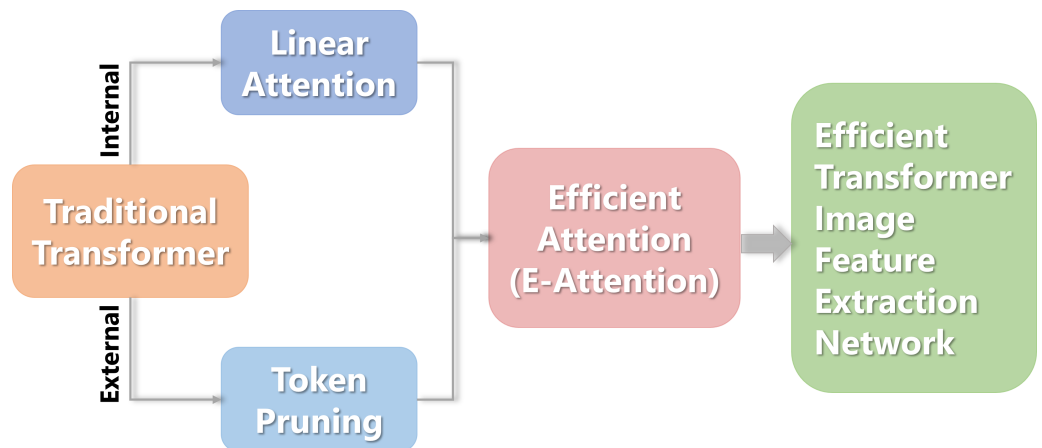 Internal
Linear
Attention
Traditional
Transformer
External
Token
Pruning
Efficient
Attention
(E-Attention)
Efficient
Transformer
Image
Feature
Extraction
Network